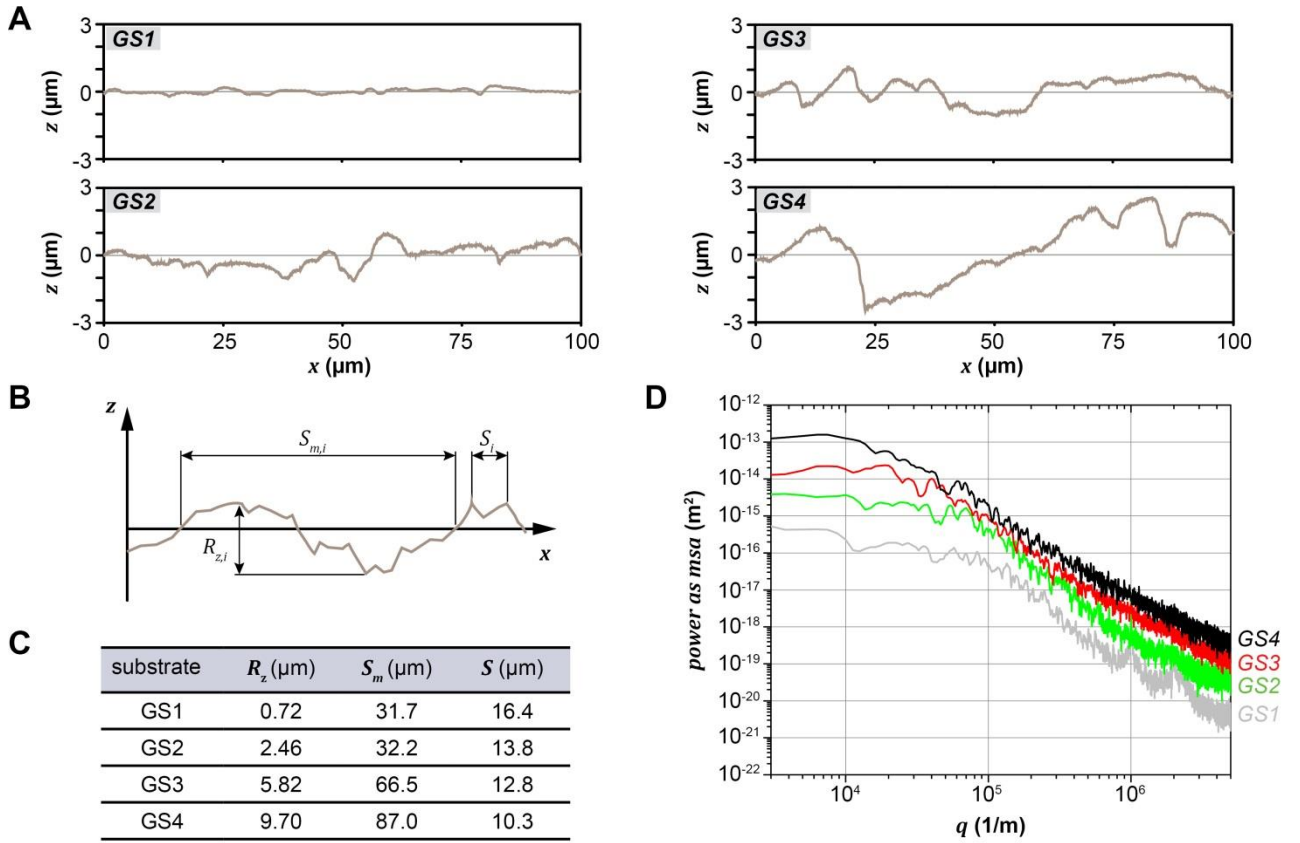 A
GS1
3
0
-3
z (µm)
GS3
3
0
-3
z (µm)
GS2
3
0
-3
z (µm)
0 25 50 75 100
x (µm)
GS4
3
0
-3
z (µm)
0 25 50 75 100
x (µm)
B
z
S_{m,i}
S_i
R_{z,i}
x
C
substrate R_z (µm) S_m (µm) S (µm)
GS1 0.72 31.7 16.4
GS2 2.46 32.2 13.8
GS3 5.82 66.5 12.8
GS4 9.70 87.0 10.3
D
power as msa (m²)
10⁻¹²
10⁻¹³
10⁻¹⁴
10⁻¹⁵
10⁻¹⁶
10⁻¹⁷
10⁻¹⁸
10⁻¹⁹
10⁻²⁰
10⁻²¹
10⁻²²
GS4
GS3
GS2
GS1
10⁴ 10⁵ 10⁶
q (1/m)